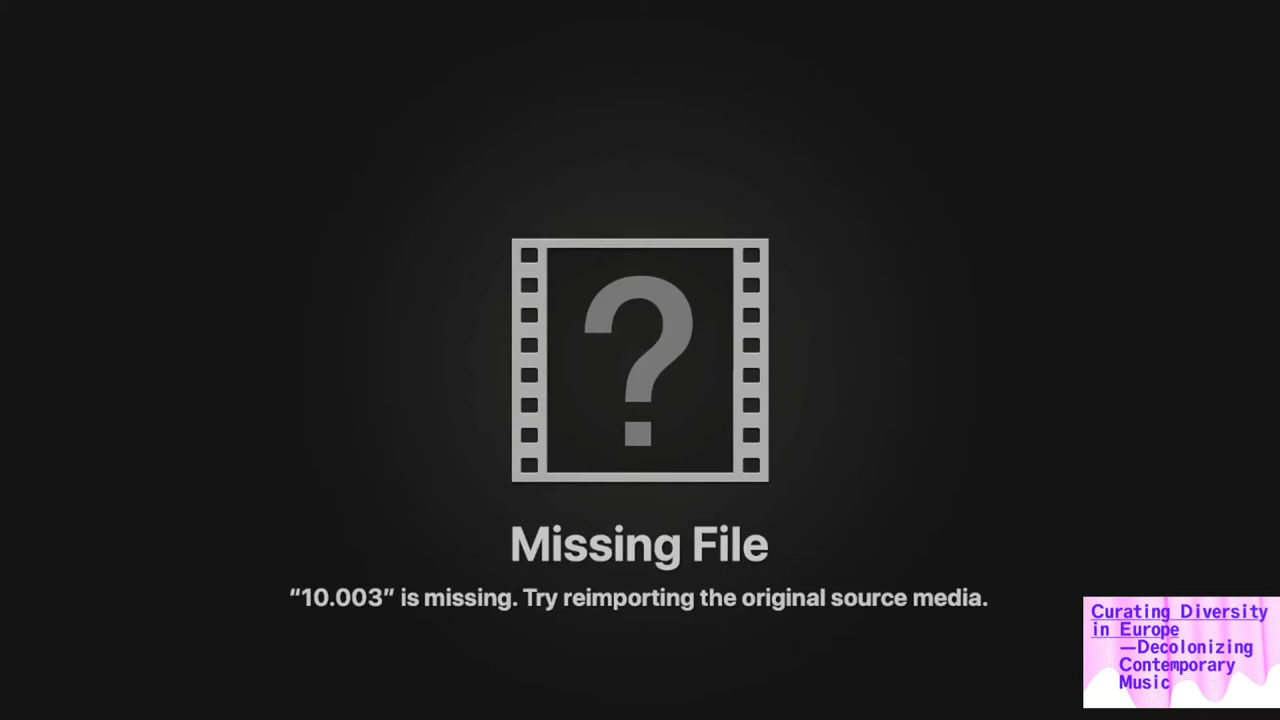 ?
Missing File
“10.003” is missing. Try reimporting the original source media.
Curating Diversity
in Europe
—Decolonizing
Contemporary
Music